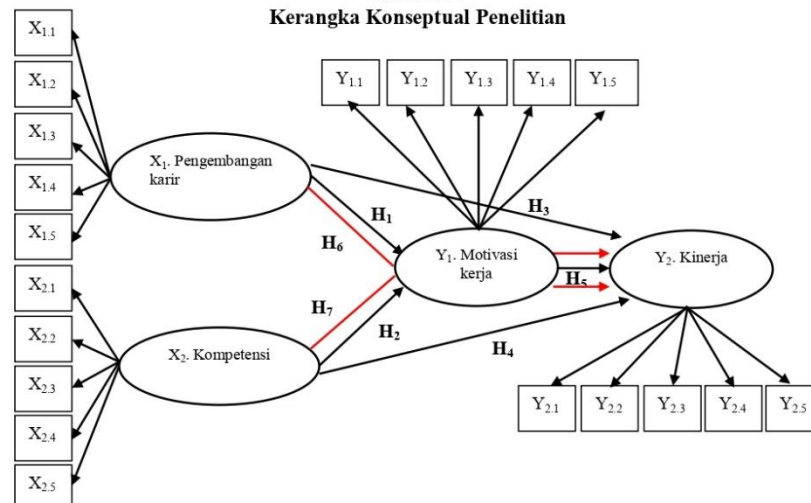 Kerangka Konseptual Penelitian
X1.1
X1.2
X1.3
X1.4
X1.5
X2.1
X2.2
X2.3
X2.4
X2.5
Y1.1
Y1.2
Y1.3
Y1.4
Y1.5
X1. Pengembangan
karir
H1
H3
H6
Y1. Motivasi
kerja
H5
Y2. Kinerja
H7
H2
X2. Kompetensi
H4
Y2.1
Y2.2
Y2.3
Y2.4
Y2.5